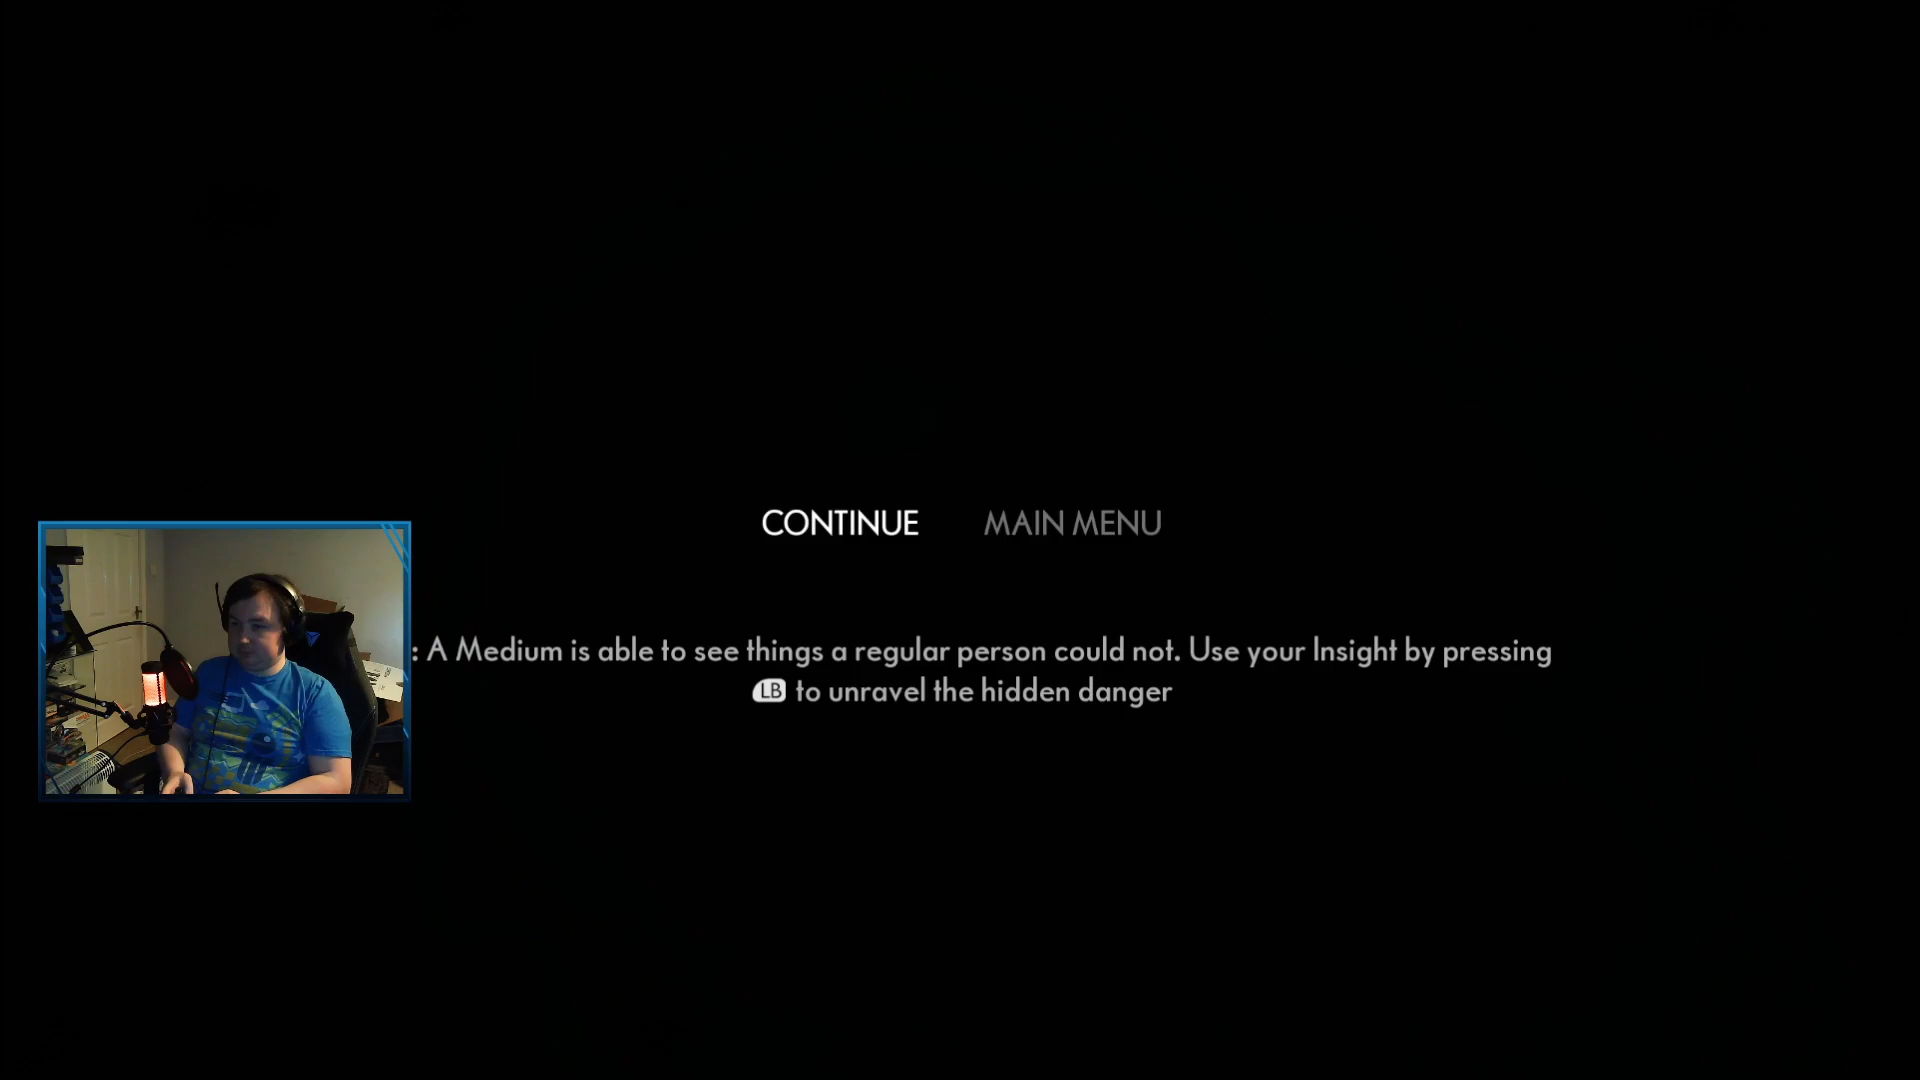 CONTINUE MAIN MENU
: A Medium is able to see things a regular person could not. Use your Insight by pressing
LB to unravel the hidden danger